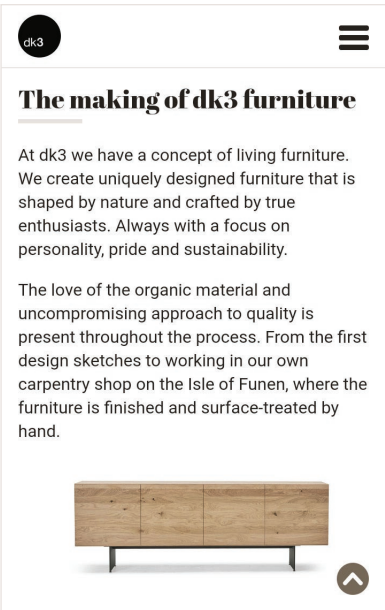 dk3
The making of dk3 furniture
At dk3 we have a concept of living furniture.
We create uniquely designed furniture that is
shaped by nature and crafted by true
enthusiasts. Always with a focus on
personality, pride and sustainability.
The love of the organic material and
uncompromising approach to quality is
present throughout the process. From the first
design sketches to working in our own
carpentry shop on the Isle of Funen, where the
furniture is finished and surface-treated by
hand.